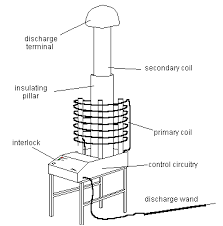 discharge
terminal
secondary coil
insulating
pillar
primary coil
interlock
control circuitry
discharge wand